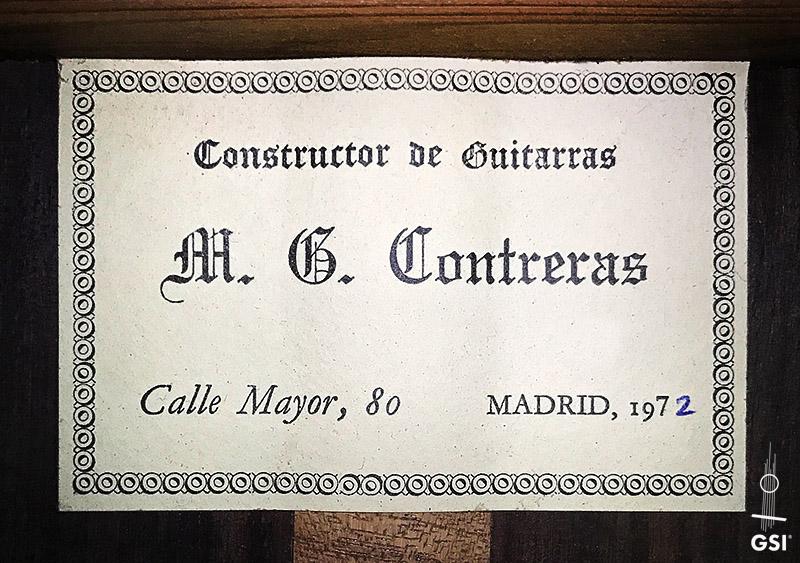 Constructor de Guitarras
M. G. Contreras
Calle Mayor, 80 MADRID, 1972
GSI